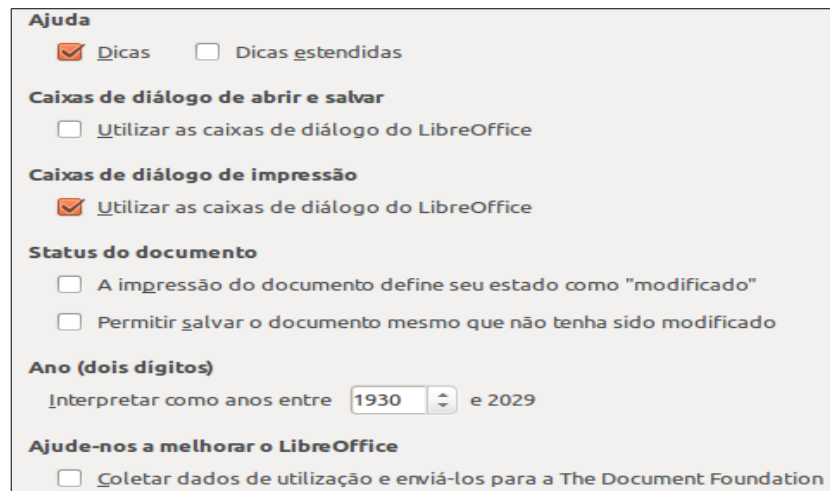 Ajuda
Dicas Dicas estendidas
Caixas de diálogo de abrir e salvar
Utilizar as caixas de diálogo do LibreOffice
Caixas de diálogo de impressão
Utilizar as caixas de diálogo do LibreOffice
Status do documento
A impressão do documento define seu estado como "modificado"
Permitir salvar o documento mesmo que não tenha sido modificado
Ano (dois dígitos)
Interpretar como anos entre 1930 e 2029
Ajude-nos a melhorar o LibreOffice
Coletar dados de utilização e enviá-los para a The Document Foundation